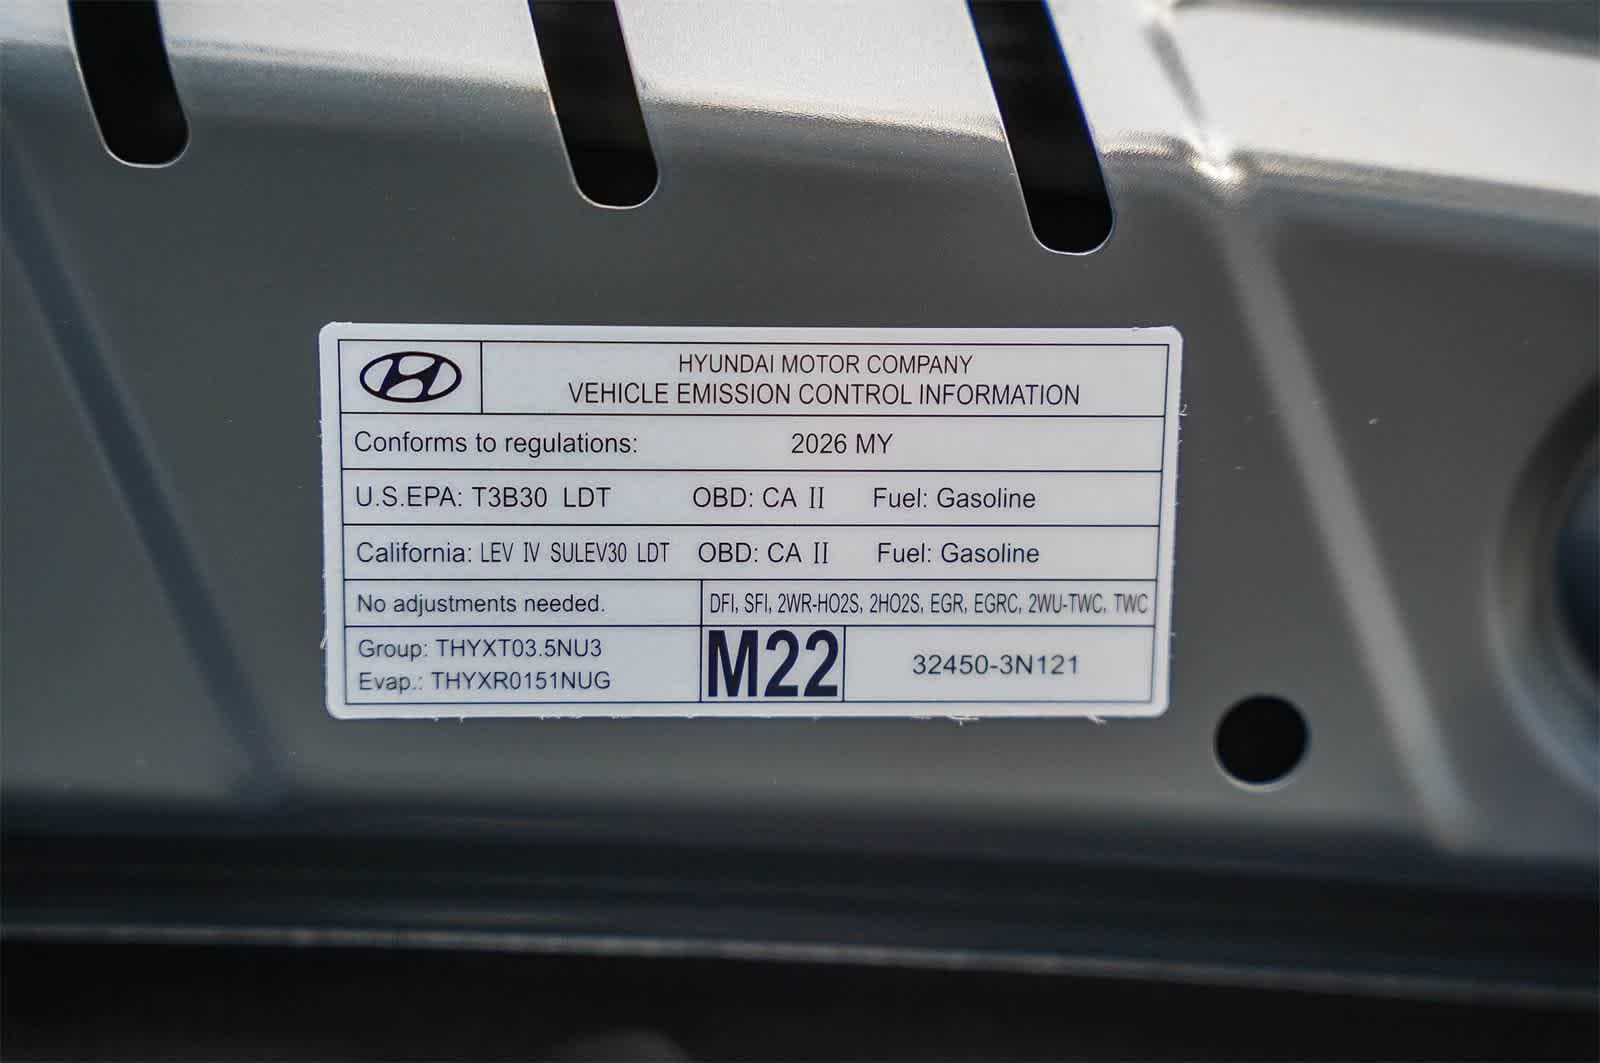 HYUNDAI MOTOR COMPANY
VEHICLE EMISSION CONTROL INFORMATION
Conforms to regulations: 2026 MY
U.S.EPA: T3B30 LDT OBD: CA II Fuel: Gasoline
California: LEV IV SULEV30 LDT OBD: CA II Fuel: Gasoline
No adjustments needed. DFI, SFI, 2WR-HO2S, 2HO2S, EGR, EGRC, 2WU-TWC, TWC
Group: THYXT03.5NU3
Evap.: THYXR0151NUG
M22
32450-3N121